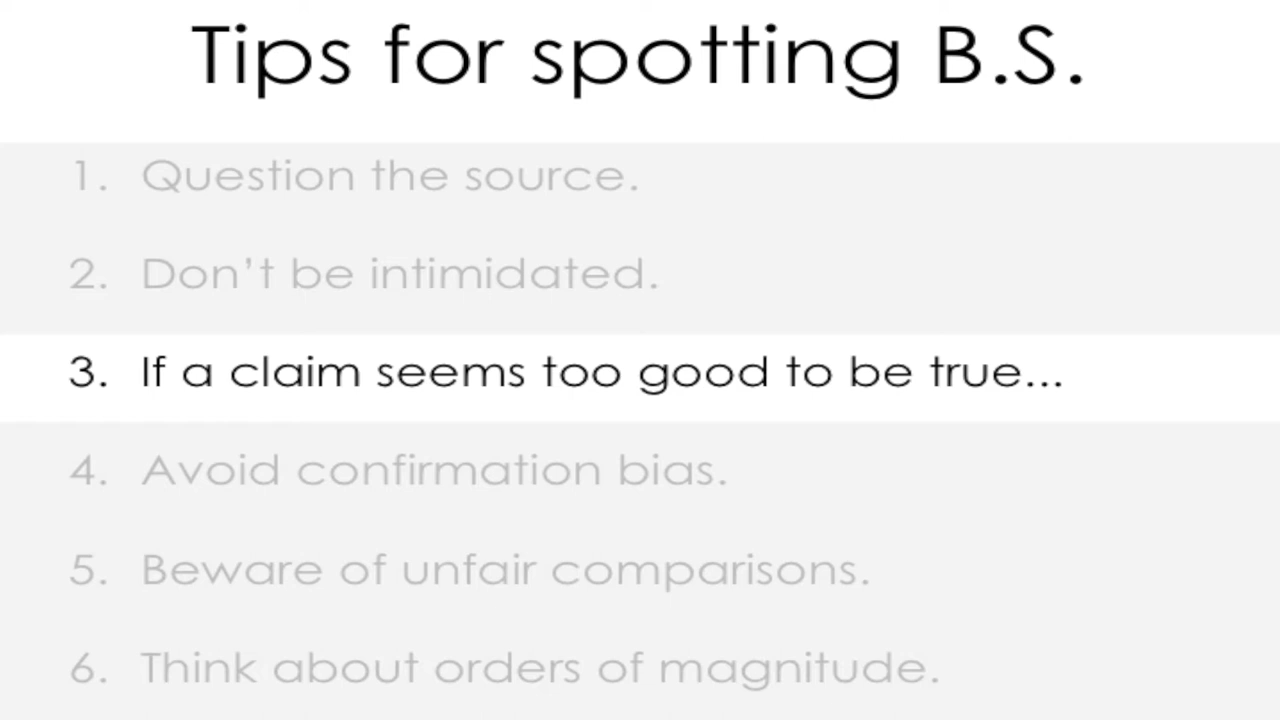 Tips for spotting B.S.
1. Question the source.
2. Don’t be intimidated.
3. If a claim seems too good to be true...
4. Avoid confirmation bias.
5. Beware of unfair comparisons.
6. Think about orders of magnitude.